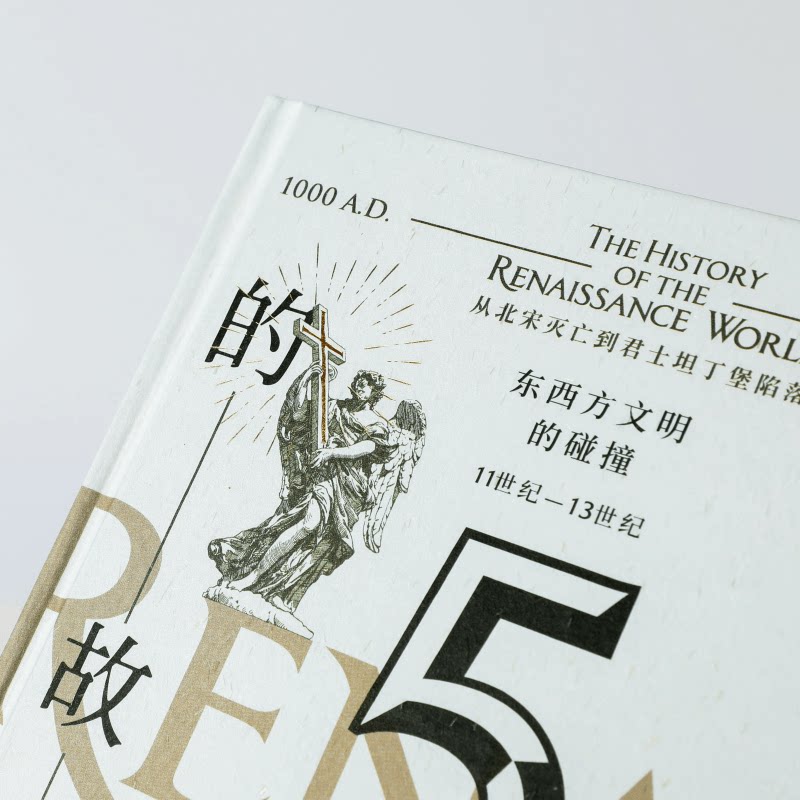 1000 A.D.
THE HISTORY
OF THE
RENAISSANCE WORL
从北宋灭亡到君士坦丁堡陷落
东西方文明
的碰撞
11世纪—13世纪
的
故
5
REN